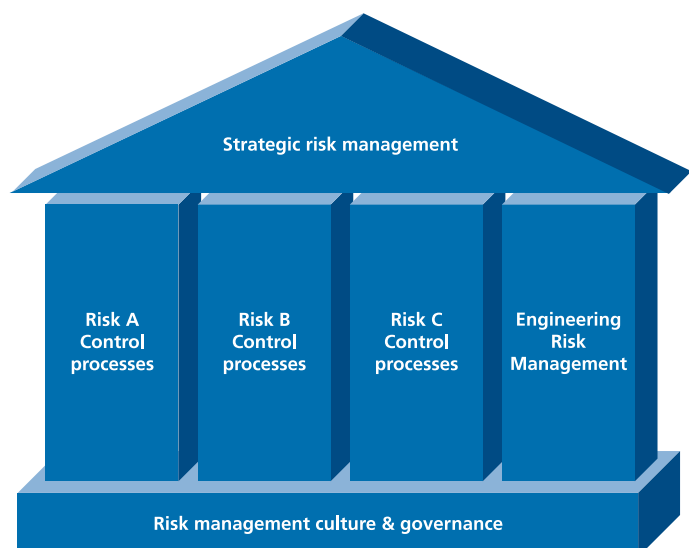 Strategic risk management
Risk A
Control
processes
Risk B
Control
processes
Risk C
Control
processes
Engineering
Risk
Management
Risk management culture & governance